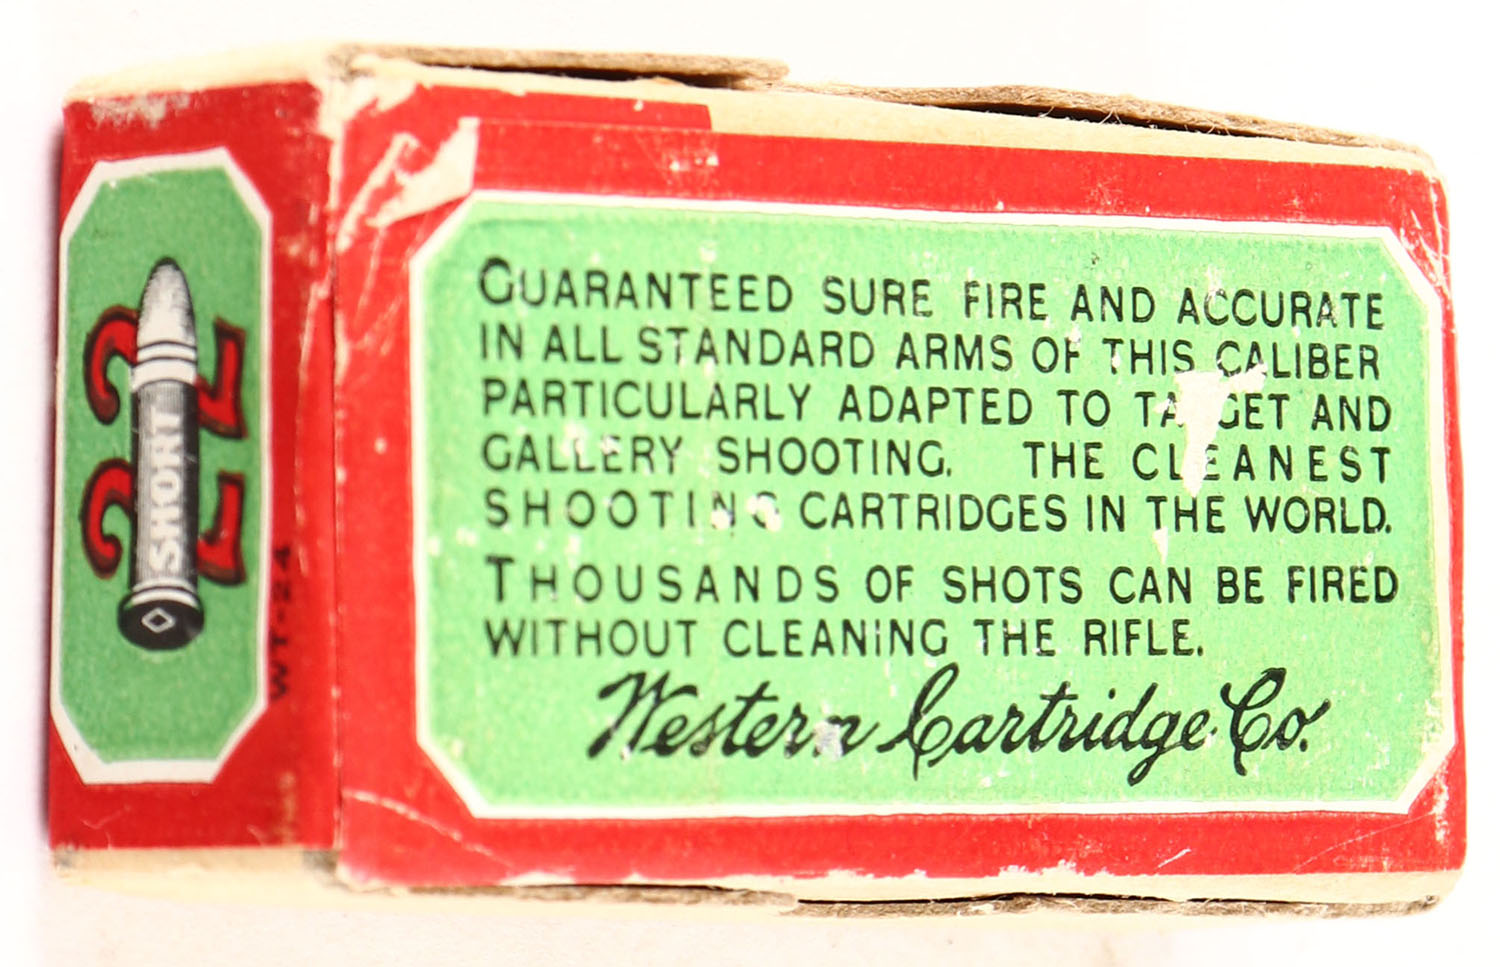 22
SHORT
WT-24
GUARANTEED SURE FIRE AND ACCURATE
IN ALL STANDARD ARMS OF THIS CALIBER
PARTICULARLY ADAPTED TO TARGET AND
GALLERY SHOOTING. THE CLEANEST
SHOOTING CARTRIDGES IN THE WORLD.
THOUSANDS OF SHOTS CAN BE FIRED
WITHOUT CLEANING THE RIFLE.
Western Cartridge Co.